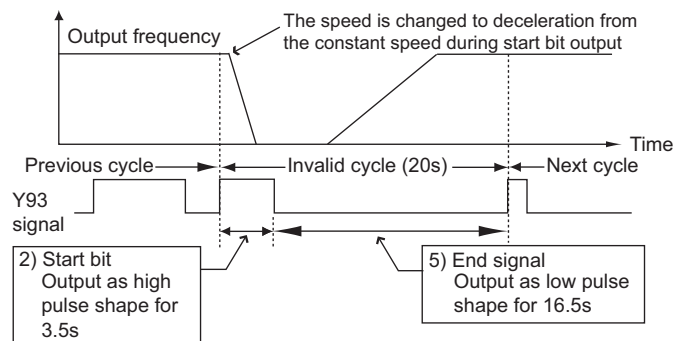 Output frequency
The speed is changed to deceleration from
the constant speed during start bit output
Time
Previous cycle
Invalid cycle (20s)
Next cycle
Y93
signal
2) Start bit
Output as high
pulse shape for
3.5s
5) End signal
Output as low pulse
shape for 16.5s